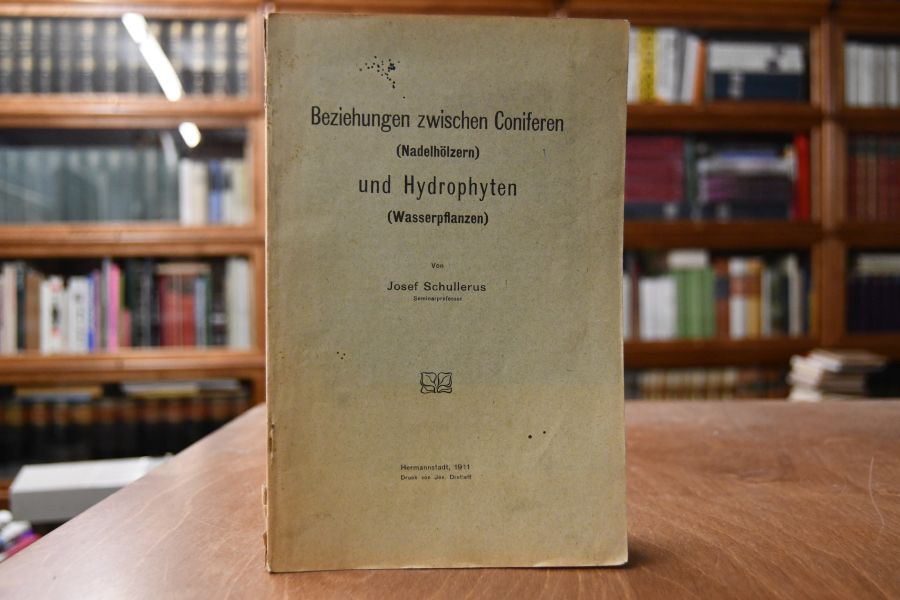 Beziehungen zwischen Coniferen
(Nadelhölzern)
und Hydrophyten
(Wasserpflanzen)
Von
Josef Schullerus
Seminarprofessor
Hermannstadt, 1911
Druck von Jos. Drotleff